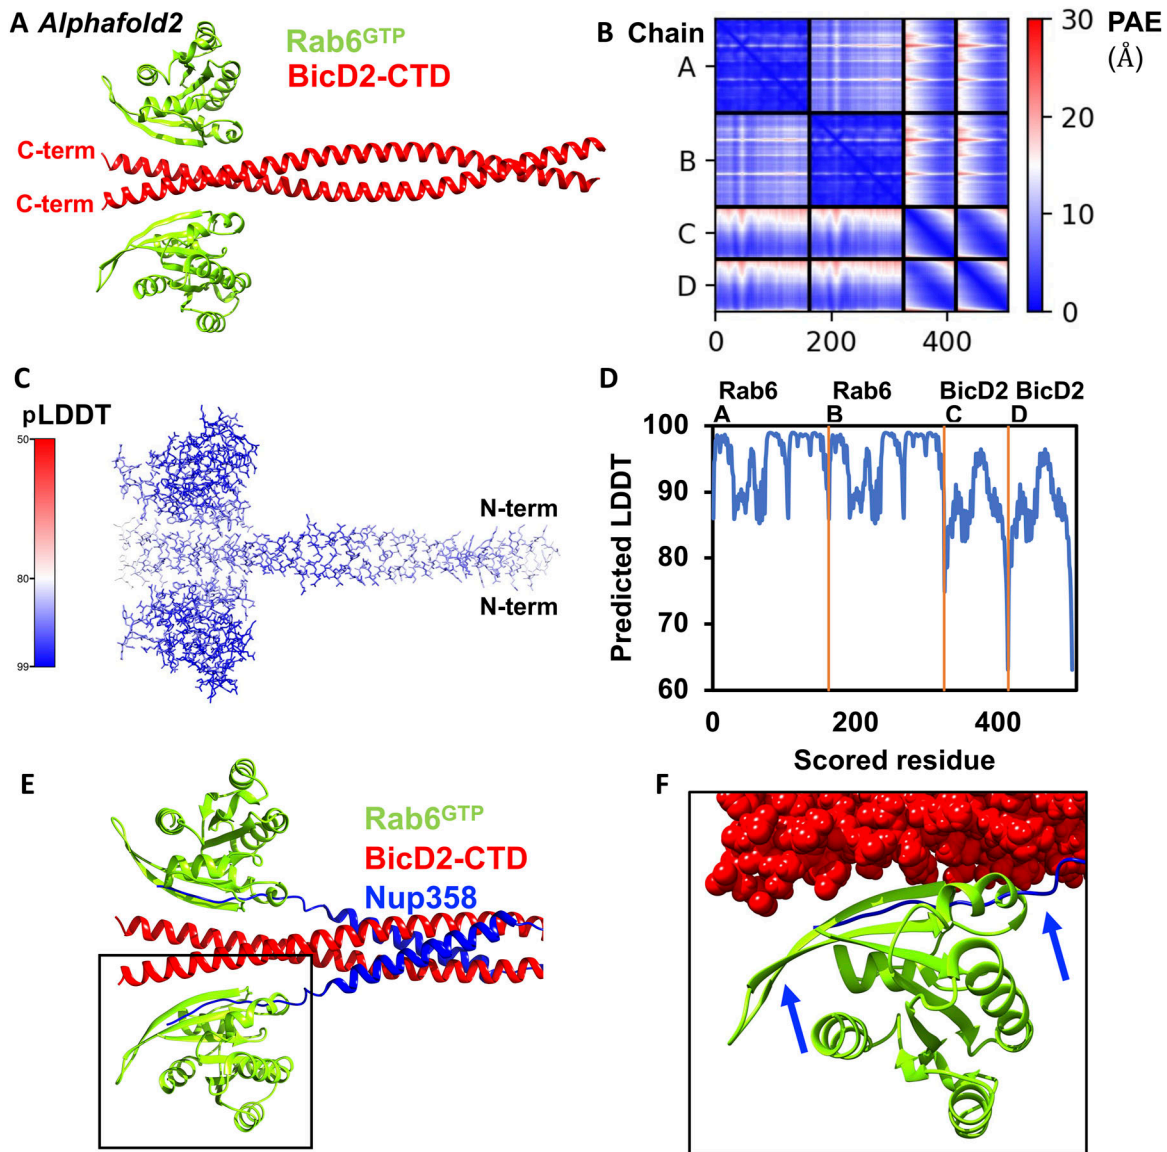 A Alphafold2
Rab6GTP
BicD2-CTD
C-term
C-term
B Chain
A
B
C
D
0
200
400
30
20
10
0
PAE
(Å)
C
pLDDT
50
80
99
N-term
N-term
D
Rab6
Rab6
BicD2
BicD2
A
B
C
D
100
90
80
70
60
Predicted LDDT
0
200
400
Scored residue
E
Rab6GTP
BicD2-CTD
Nup358
F